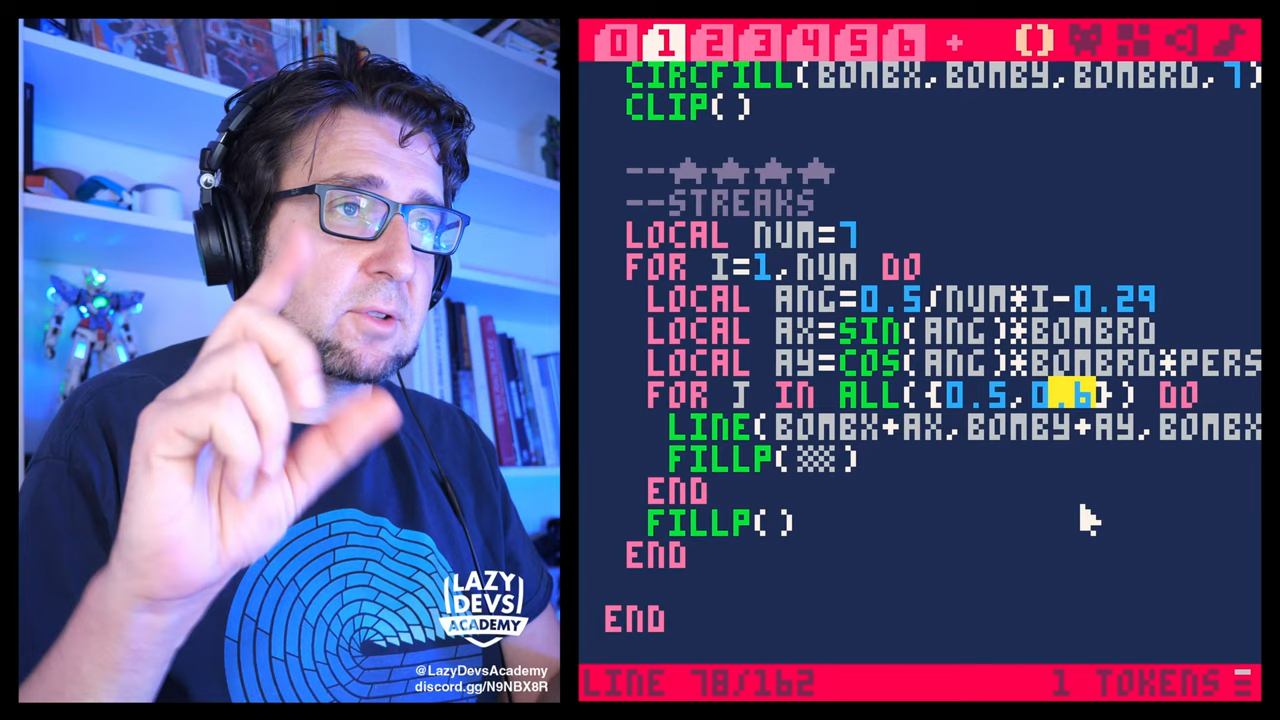 LAZY
DEVS
ACADEMY
@LazyDevsAcademy
discord.gg/N9NBX8R
0 1 2 3 4 5 6 + ()
CIRCFILL(BOMBX,BOMBY,BOMBRD,7)
CLIP()
--
--STREAKS
LOCAL NUM=7
FOR I=1,NUM DO
LOCAL ANG=0.5/NUM*I-0.29
LOCAL AX=SIN(ANG)*BOMBRD
LOCAL AY=COS(ANG)*BOMBRD*PERS
FOR J IN ALL({0.5,0.6}) DO
LINE(BOMBX+AX,BOMBY+AY,BOMBX
FILLP(░)
END
FILLP()
END
END
LINE 78/162 1 TOKENS